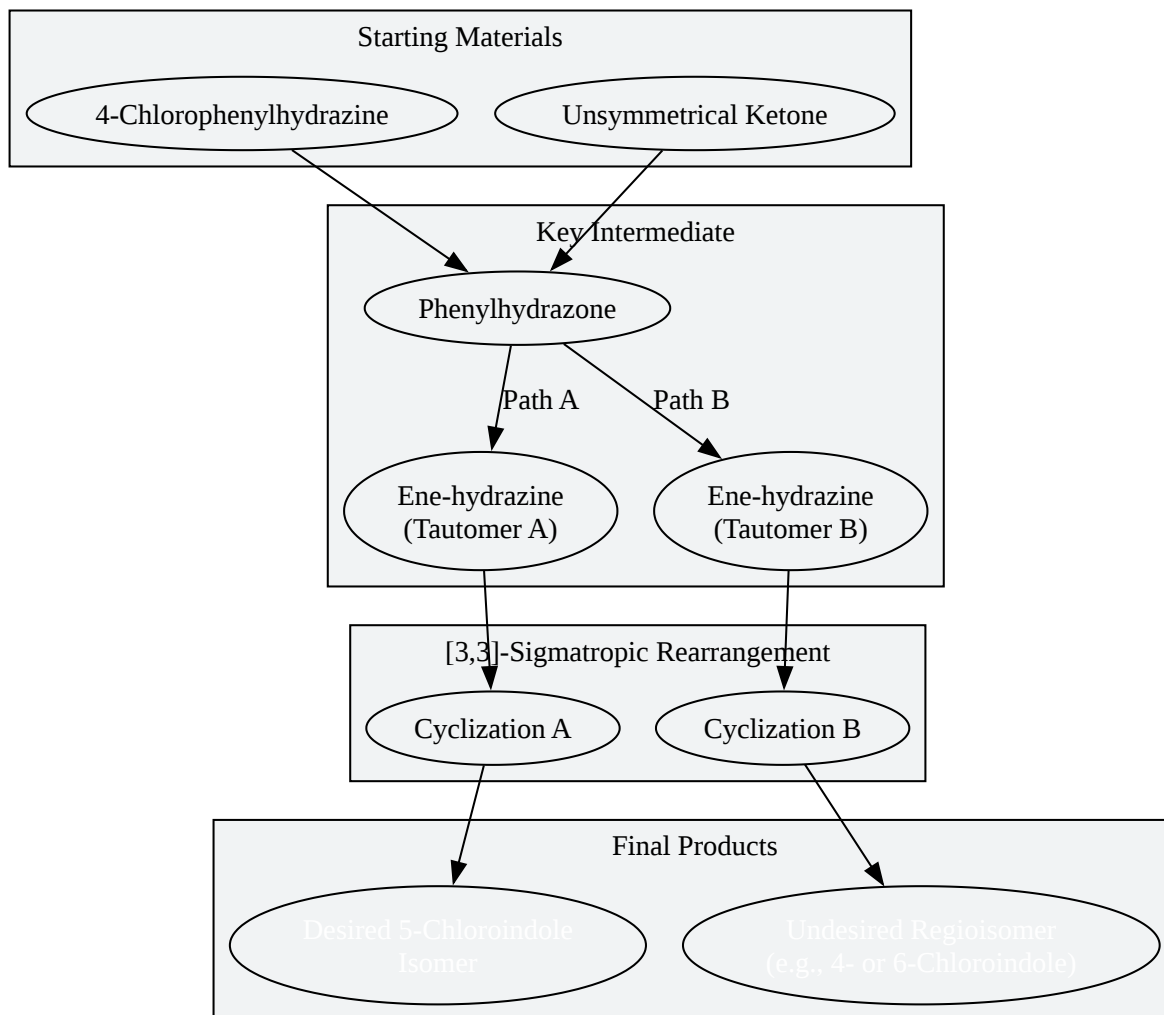 Starting Materials
4-Chlorophenylhydrazine
Unsymmetrical Ketone
Key Intermediate
Phenylhydrazone
Path A
Path B
Ene-hydrazine
(Tautomer A)
Ene-hydrazine
(Tautomer B)
[3,3]-Sigmatropic Rearrangement
Cyclization A
Cyclization B
Final Products
Desired 5-Chloroindole
Isomer
Undesired Regioisomer
(e.g., 4- or 6-Chloroindole)